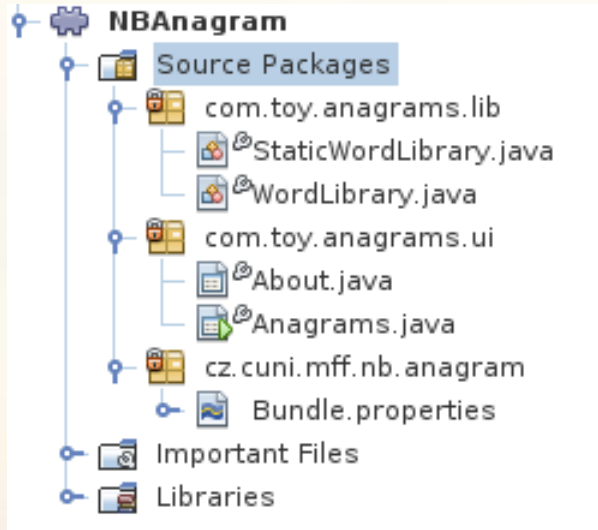 NBAnagram
Source Packages
com.toy.anagrams.lib
StaticWordLibrary.java
WordLibrary.java
com.toy.anagrams.ui
About.java
Anagrams.java
cz.cuni.mff.nb.anagram
Bundle.properties
Important Files
Libraries